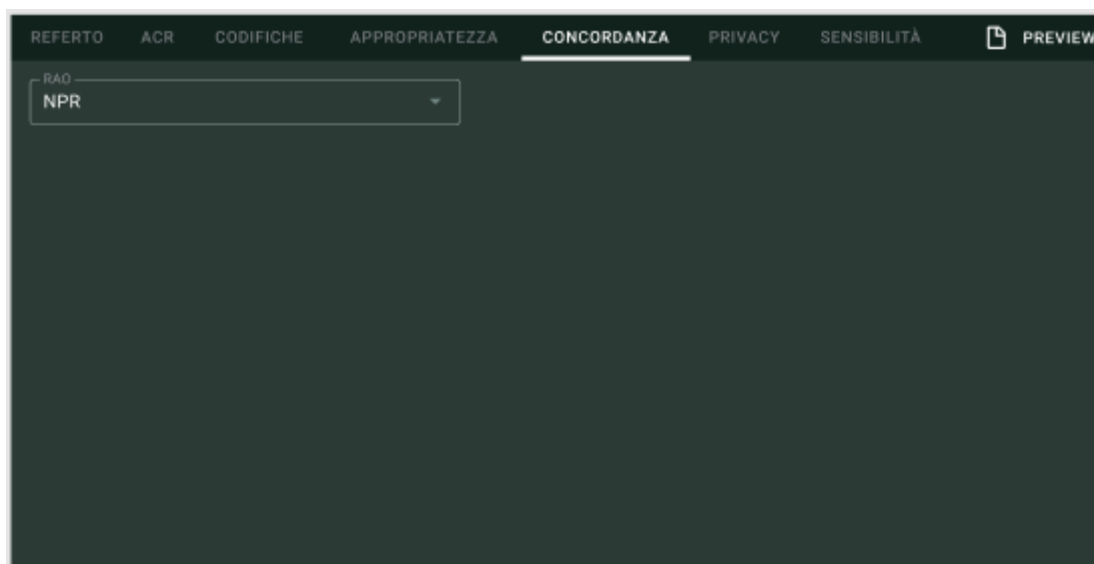 REFERTO ACR CODIFICHE APPROPRIATEZZA CONCORDANZA PRIVACY SENSIBILITÀ PREVIEW
RAO
NPR